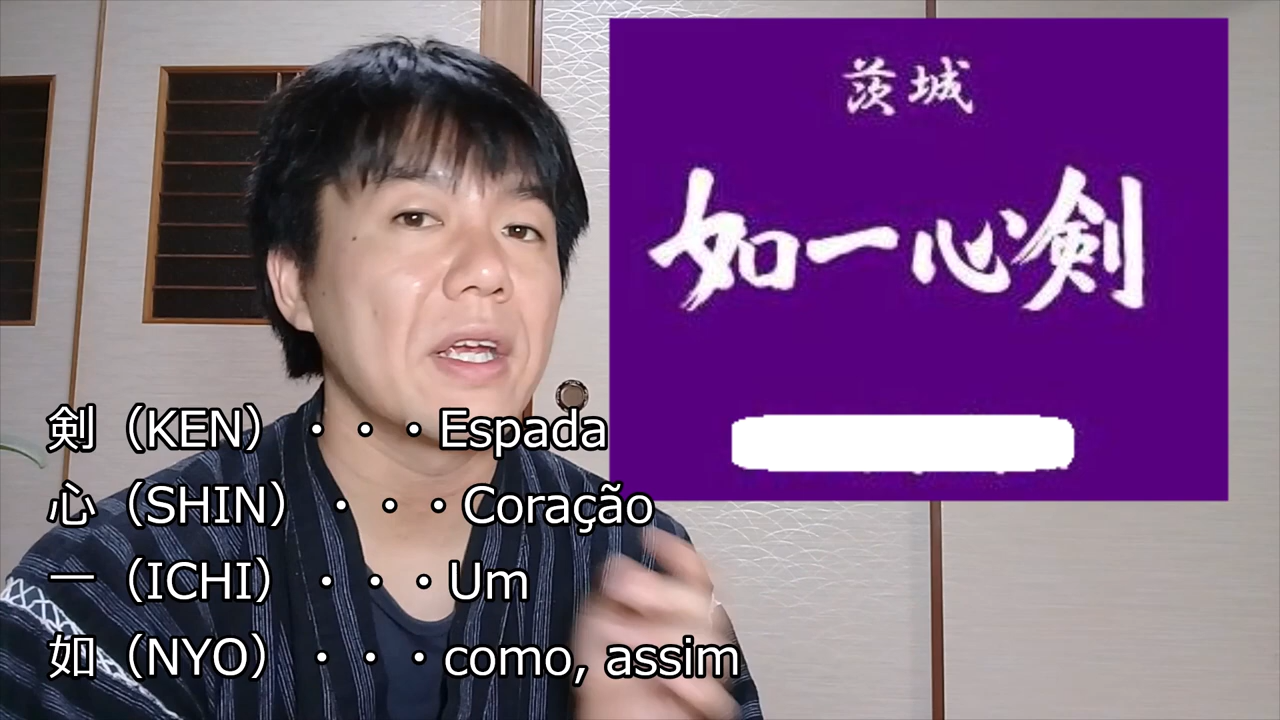 茨城
如一心剣
剣（KEN）・・・Espada
心（SHIN）・・・Coração
一（ICHI）・・・Um
如（NYO）・・・como, assim